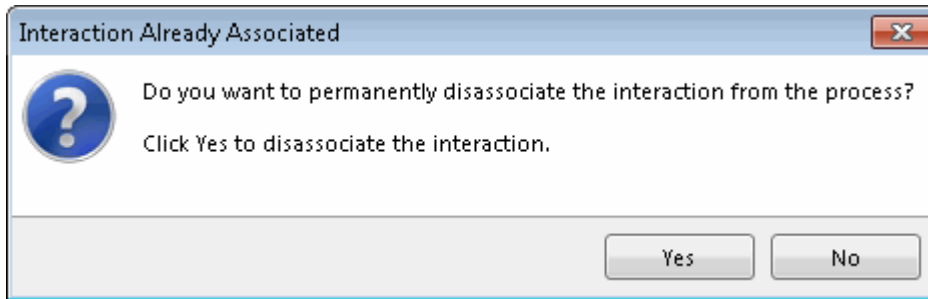 Interaction Already Associated
Do you want to permanently disassociate the interaction from the process?
Click Yes to disassociate the interaction.
Yes
No